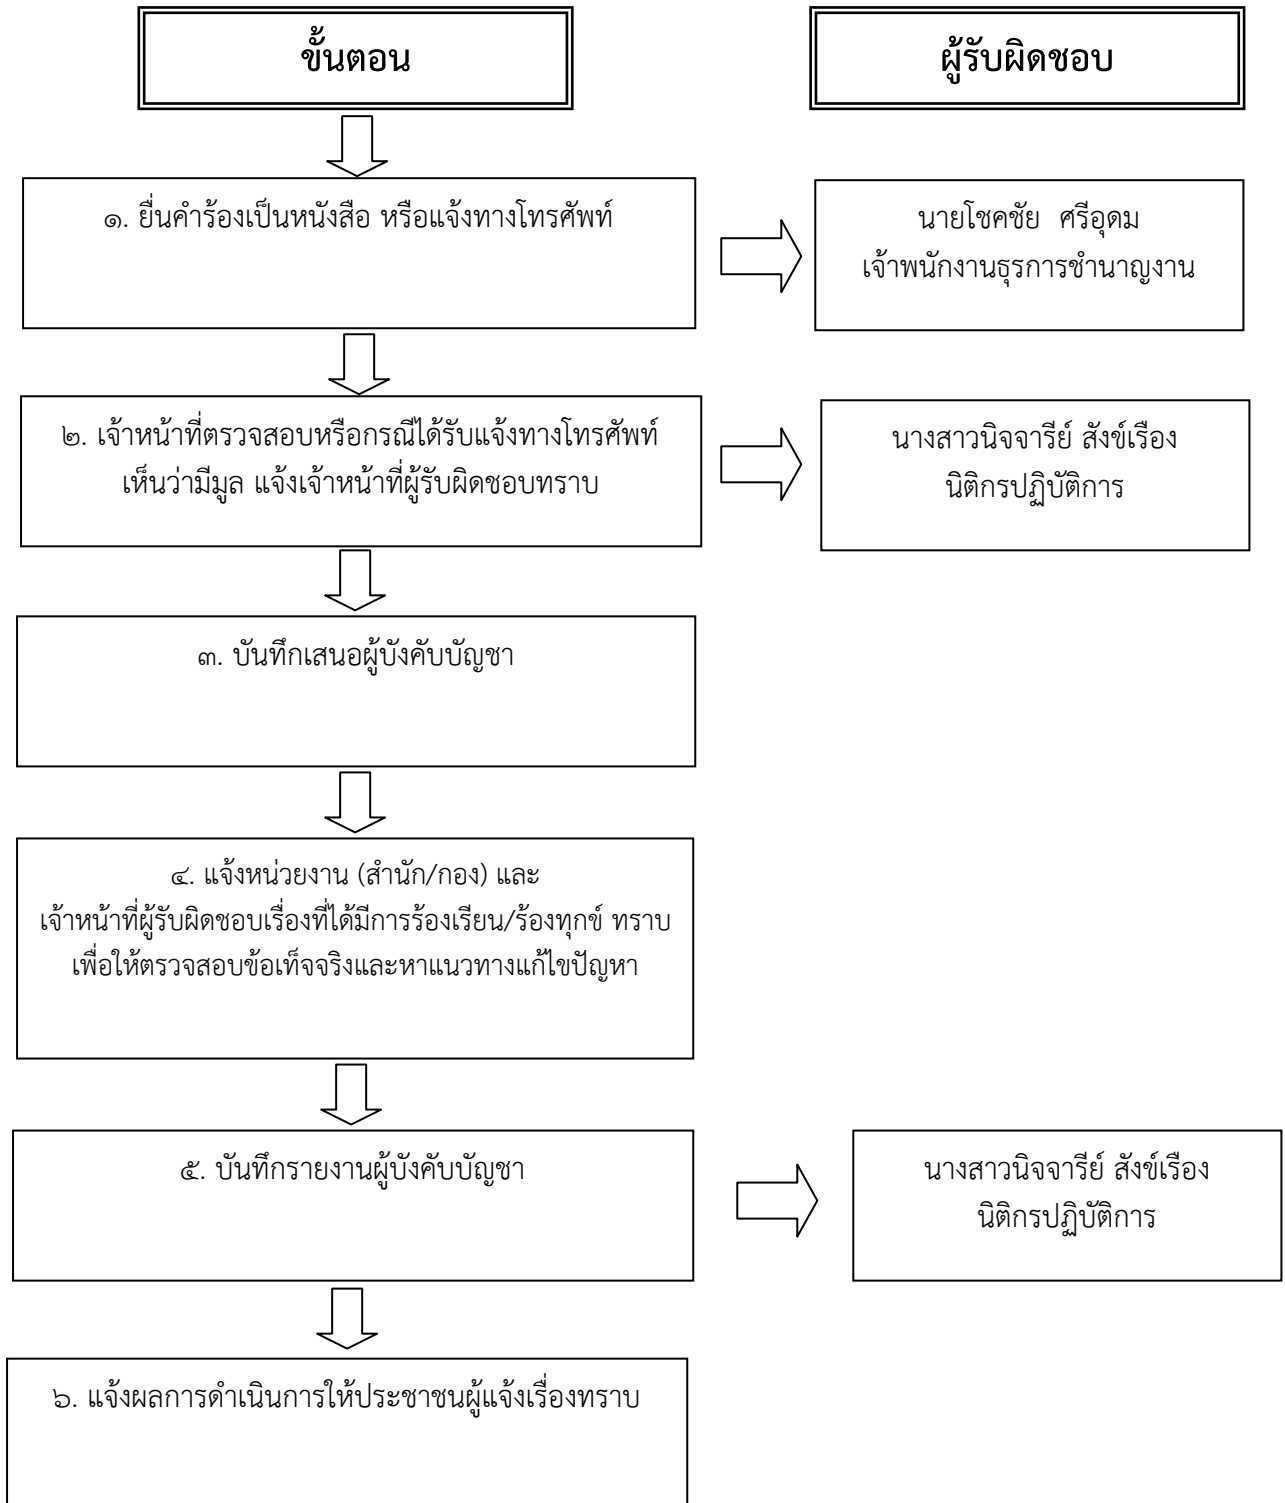 ขั้นตอน
ผู้รับผิดชอบ
๑. ยื่นคำร้องเป็นหนังสือ หรือแจ้งทางโทรศัพท์
นายโชคชัย ศรีอุดม
เจ้าพนักงานธุรการชำนาญงาน
๒. เจ้าหน้าที่ตรวจสอบหรือกรณีได้รับแจ้งทางโทรศัพท์
เห็นว่ามีมูล แจ้งเจ้าหน้าที่ผู้รับผิดชอบทราบ
นางสาวนิจจารีย์ สังข์เรือง
นิติกรปฏิบัติการ
๓. บันทึกเสนอผู้บังคับบัญชา
๔. แจ้งหน่วยงาน (สำนัก/กอง) และ
เจ้าหน้าที่ผู้รับผิดชอบเรื่องที่ได้มีการร้องเรียน/ร้องทุกข์ ทราบ
เพื่อให้ตรวจสอบข้อเท็จจริงและหาแนวทางแก้ไขปัญหา
๕. บันทึกรายงานผู้บังคับบัญชา
นางสาวนิจจารีย์ สังข์เรือง
นิติกรปฏิบัติการ
๖. แจ้งผลการดำเนินการให้ประชาชนผู้แจ้งเรื่องทราบ